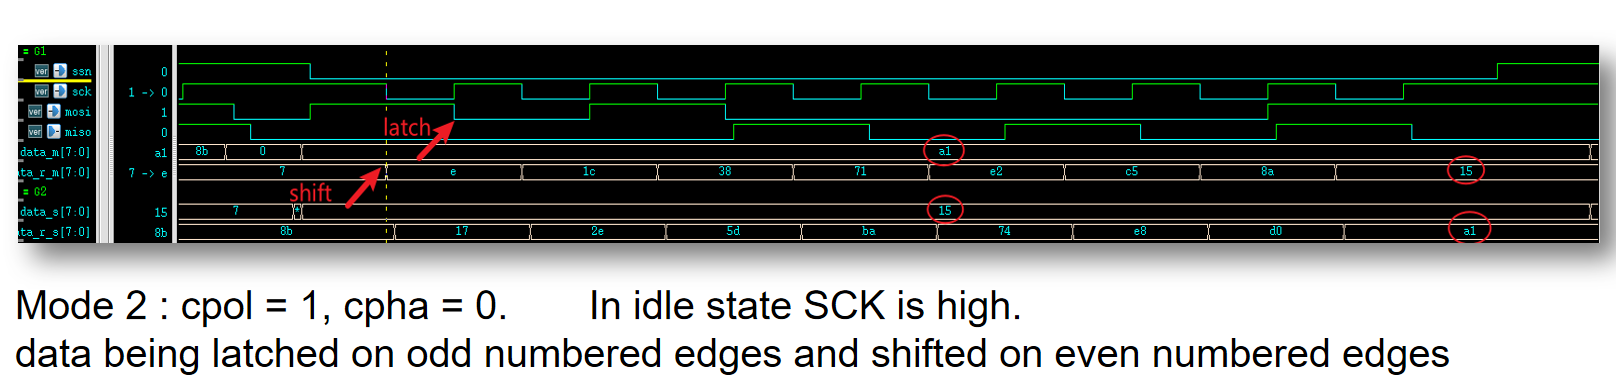 = G1
ver ssn 0
ver sck 1 -> 0
ver mosi 1
ver miso 0
data_m[7:0] a1 8b 0 a1
ta_r_m[7:0] 7 -> e 7 e 1c 38 71 e2 c5 8a 15
= G2
data_s[7:0] 15 7 * 15
ta_r_s[7:0] 8b 8b 17 2e 5d ba 74 e8 d0 a1
latch
shift
Mode 2 : cpol = 1, cpha = 0. In idle state SCK is high.
data being latched on odd numbered edges and shifted on even numbered edges